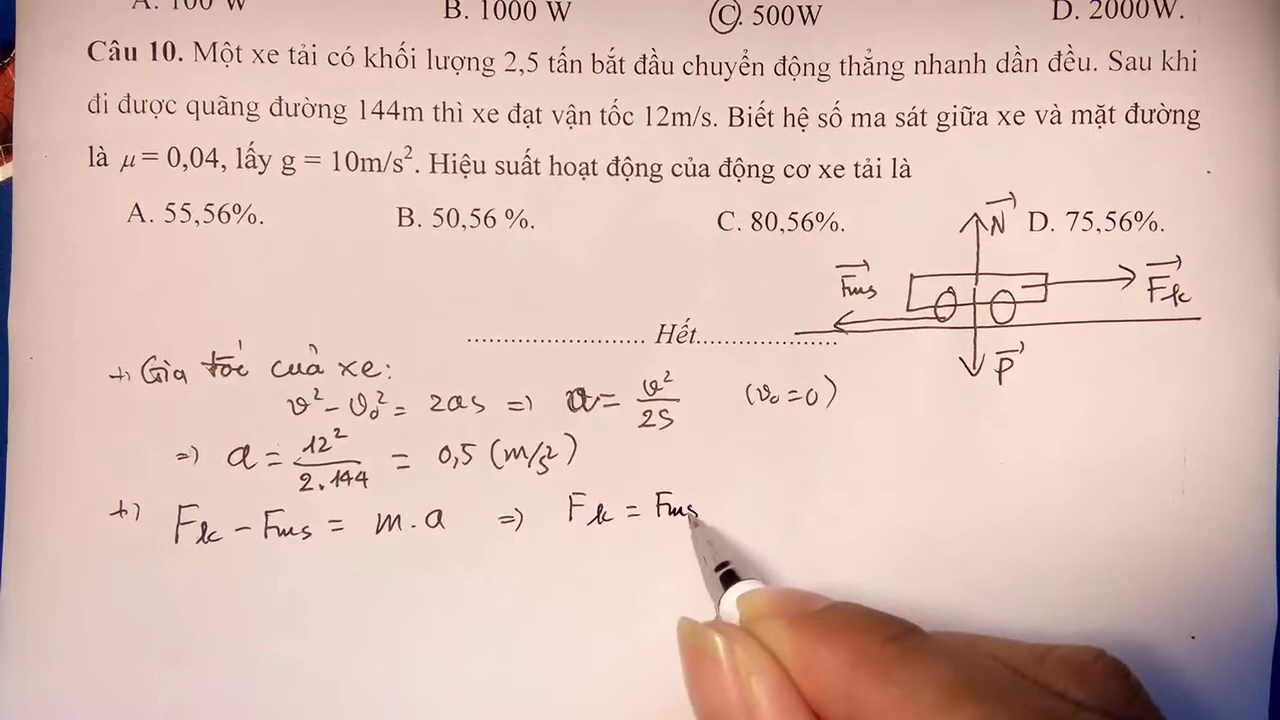 A. 100 W B. 1000 W C. 500W D. 2000W.
Câu 10. Một xe tải có khối lượng 2,5 tấn bắt đầu chuyển động thẳng nhanh dần đều. Sau khi
đi được quãng đường 144m thì xe đạt vận tốc 12m/s. Biết hệ số ma sát giữa xe và mặt đường
là μ = 0,04, lấy g = 10m/s². Hiệu suất hoạt động của động cơ xe tải là
A. 55,56%. B. 50,56 %. C. 80,56%. D. 75,56%.
N
Fms
Fk
P
........................... Hết.....................
+) Gia tốc của xe:
v² - v₀² = 2as => a = v²/2S (v₀ = 0)
=> a = 12²/2.144 = 0,5 (m/s²)
+) Fk - Fms = m.a => Fk = Fms